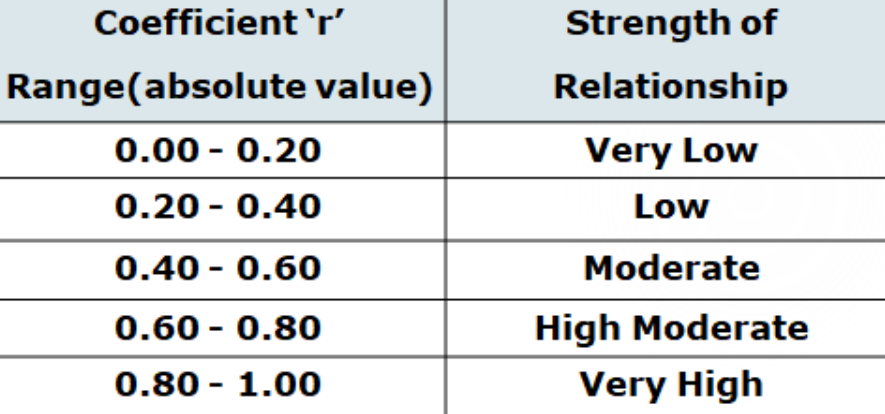 Coefficient ‘r’ Strength of
Range(absolute value) Relationship
0.00 - 0.20 Very Low
0.20 - 0.40 Low
0.40 - 0.60 Moderate
0.60 - 0.80 High Moderate
0.80 - 1.00 Very High